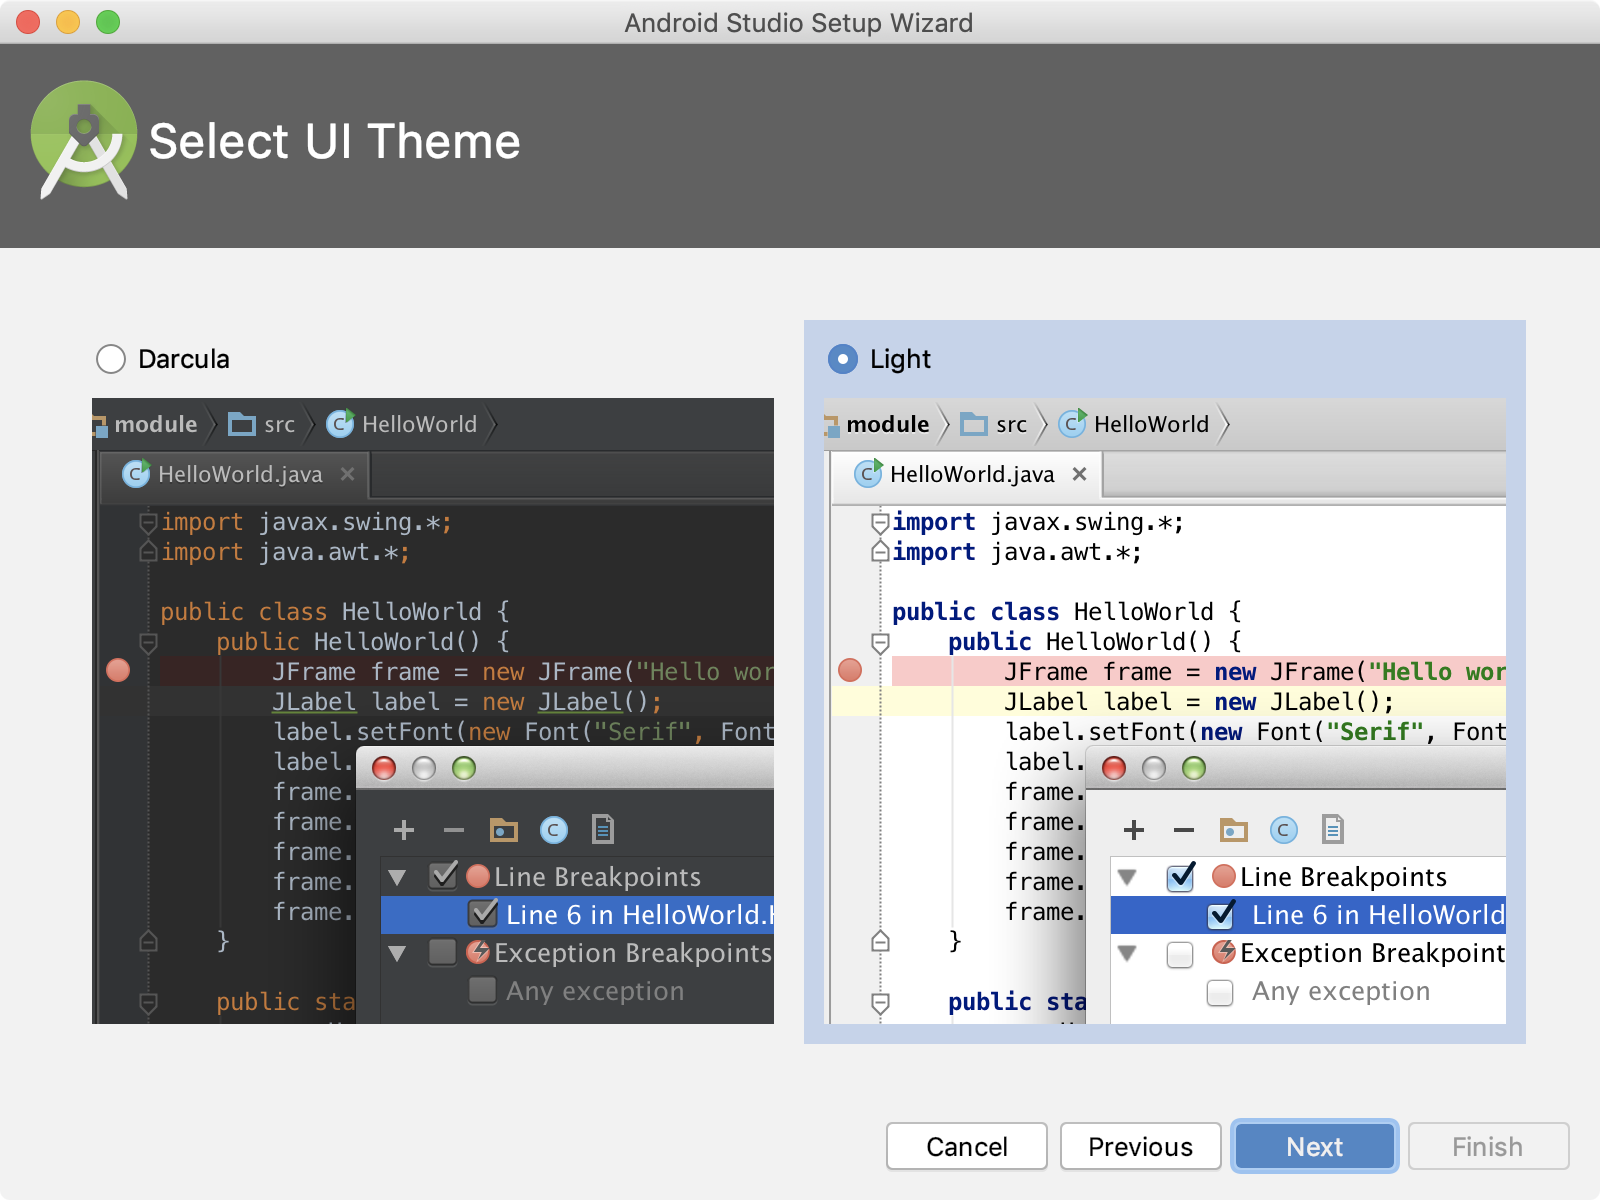 Android Studio Setup Wizard
Select UI Theme
Darcula
module src HelloWorld
HelloWorld.java
import javax.swing.*;
import java.awt.*;
public class HelloWorld {
public HelloWorld() {
JFrame frame = new JFrame("Hello wor
JLabel label = new JLabel();
label.setFont(new Font("Serif", Font
label.
frame.
frame.
frame.
frame.
frame.
}
public sta
Line Breakpoints
Line 6 in HelloWorld.
Exception Breakpoints
Any exception
Light
module src HelloWorld
HelloWorld.java
import javax.swing.*;
import java.awt.*;
public class HelloWorld {
public HelloWorld() {
JFrame frame = new JFrame("Hello wor
JLabel label = new JLabel();
label.setFont(new Font("Serif", Font
label.
frame.
frame.
frame.
frame.
frame.
}
public sta
Line Breakpoints
Line 6 in HelloWorld
Exception Breakpoint
Any exception
Cancel
Previous
Next
Finish